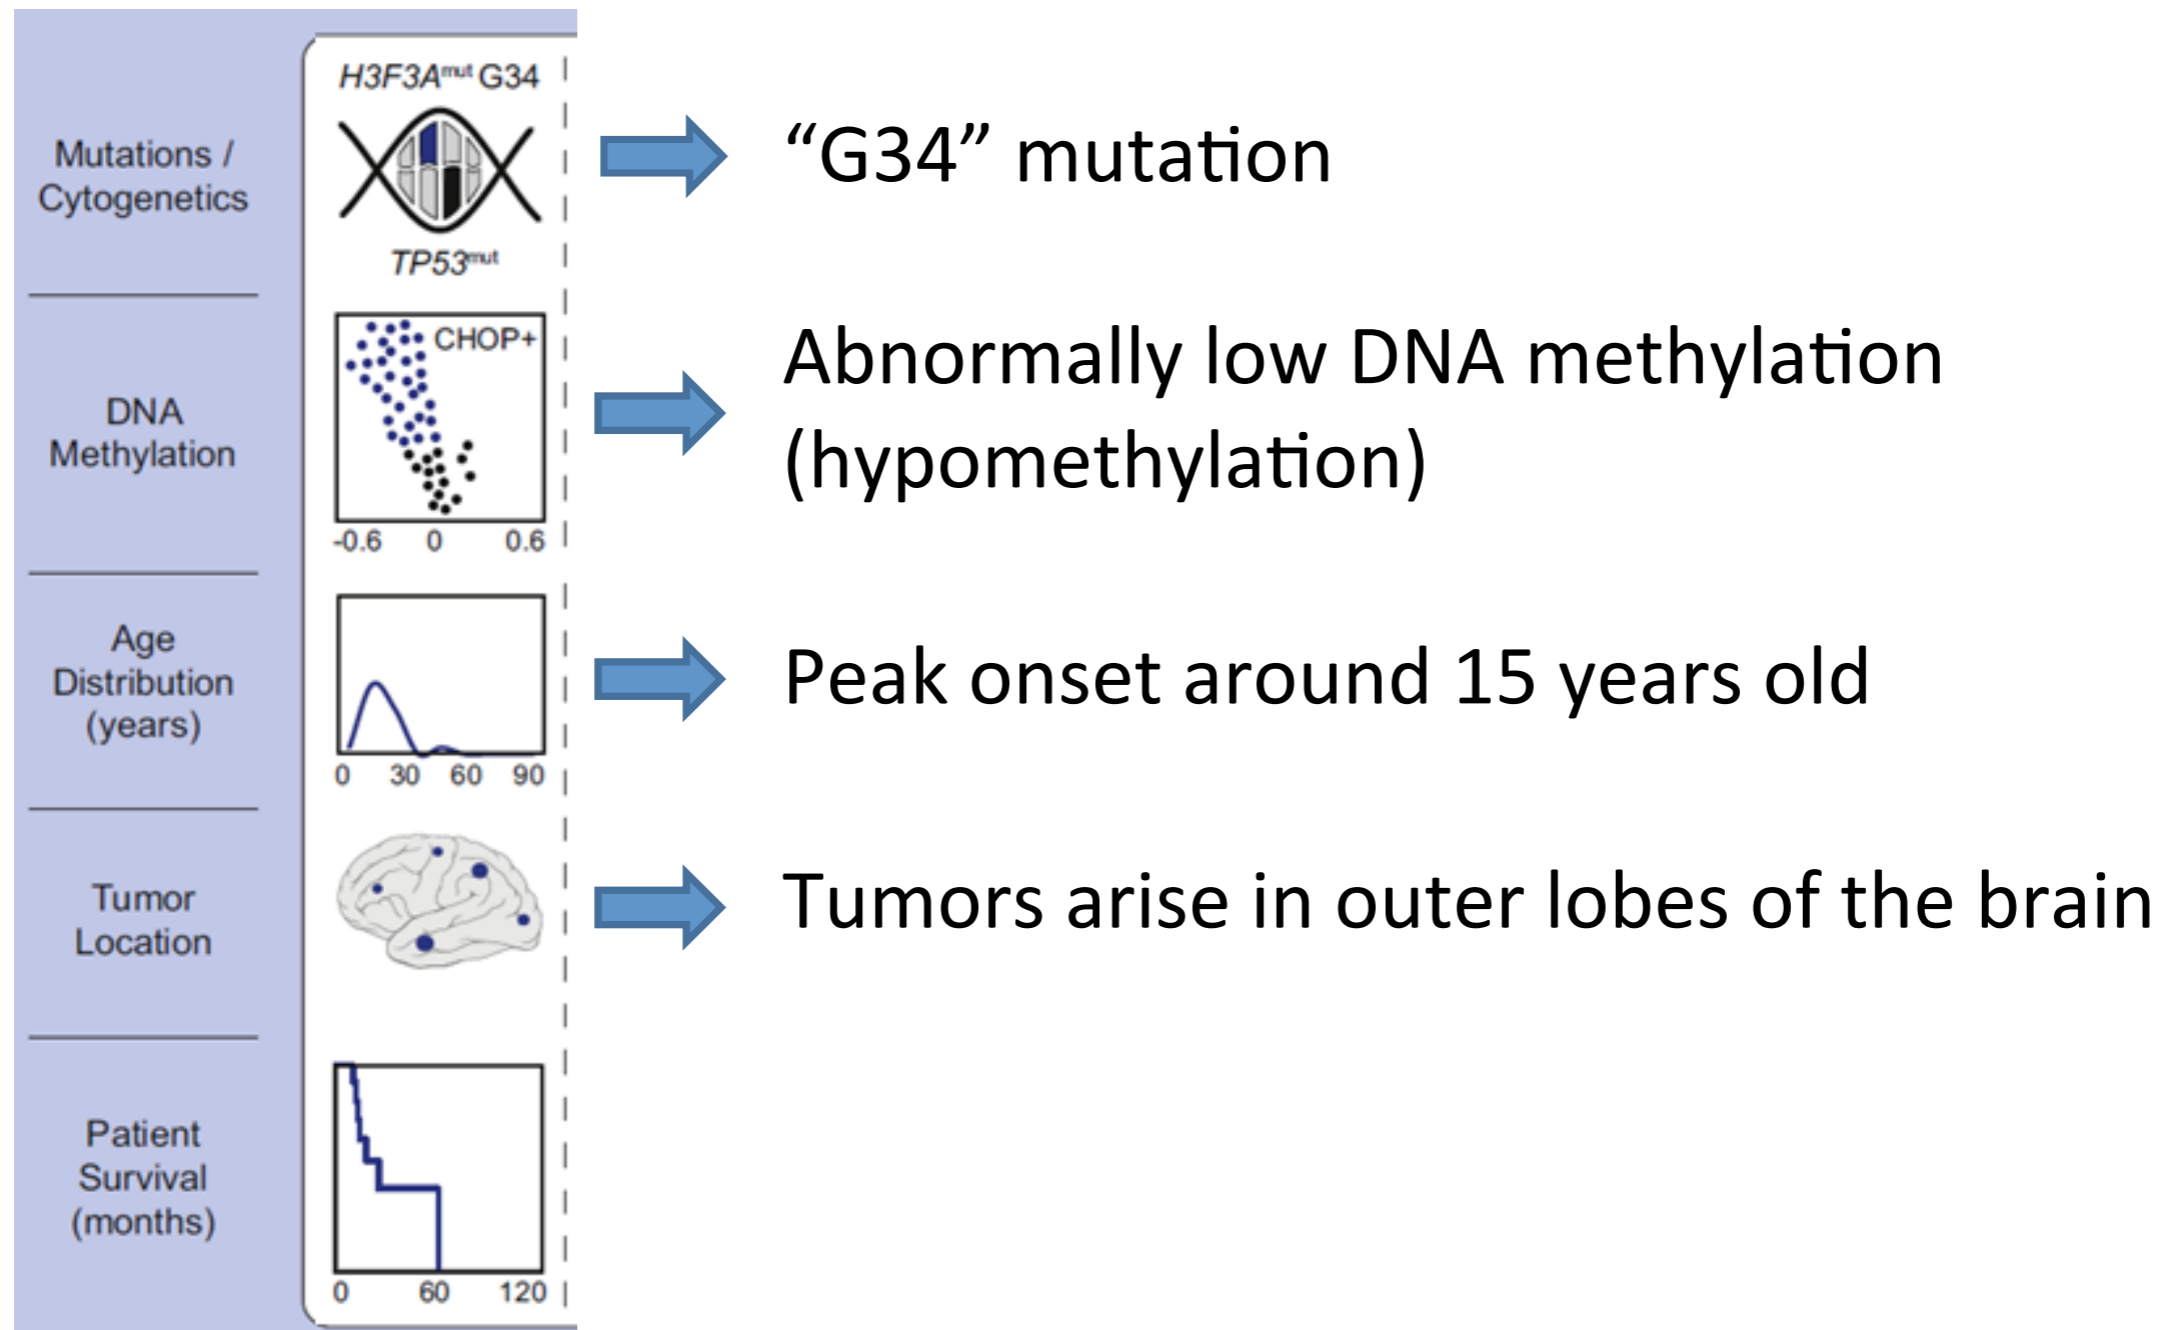 Mutations /
Cytogenetics
H3F3Amut G34
TP53mut
“G34” mutation
DNA
Methylation
CHOP+
-0.6 0 0.6
Abnormally low DNA methylation
(hypomethylation)
Age
Distribution
(years)
0 30 60 90
Peak onset around 15 years old
Tumor
Location
Tumors arise in outer lobes of the brain
Patient
Survival
(months)
0 60 120